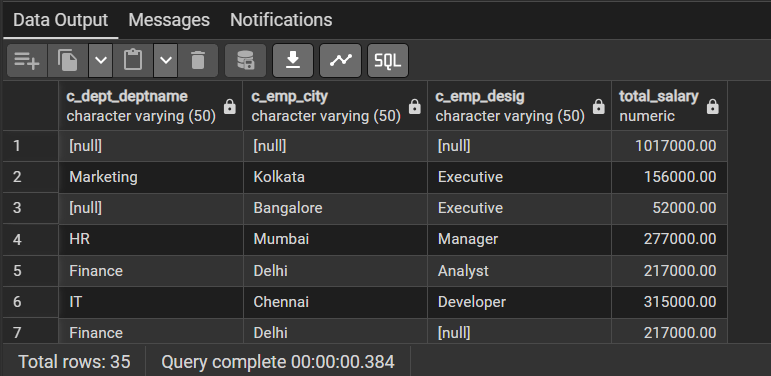 Data Output Messages Notifications
SQL
c_dept_deptname c_emp_city c_emp_desig total_salary
character varying (50) character varying (50) character varying (50) numeric
1 [null] [null] [null] 1017000.00
2 Marketing Kolkata Executive 156000.00
3 [null] Bangalore Executive 52000.00
4 HR Mumbai Manager 277000.00
5 Finance Delhi Analyst 217000.00
6 IT Chennai Developer 315000.00
7 Finance Delhi [null] 217000.00
Total rows: 35 Query complete 00:00:00.384